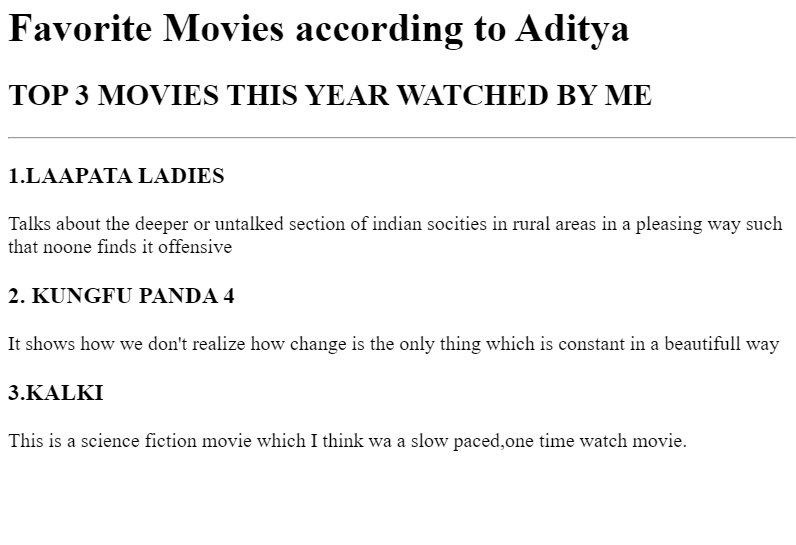 Favorite Movies according to Aditya
TOP 3 MOVIES THIS YEAR WATCHED BY ME
1.LAAPATA LADIES
Talks about the deeper or untalked section of indian socities in rural areas in a pleasing way such
that noone finds it offensive
2. KUNGFU PANDA 4
It shows how we don't realize how change is the only thing which is constant in a beautifull way
3.KALKI
This is a science fiction movie which I think wa a slow paced,one time watch movie.